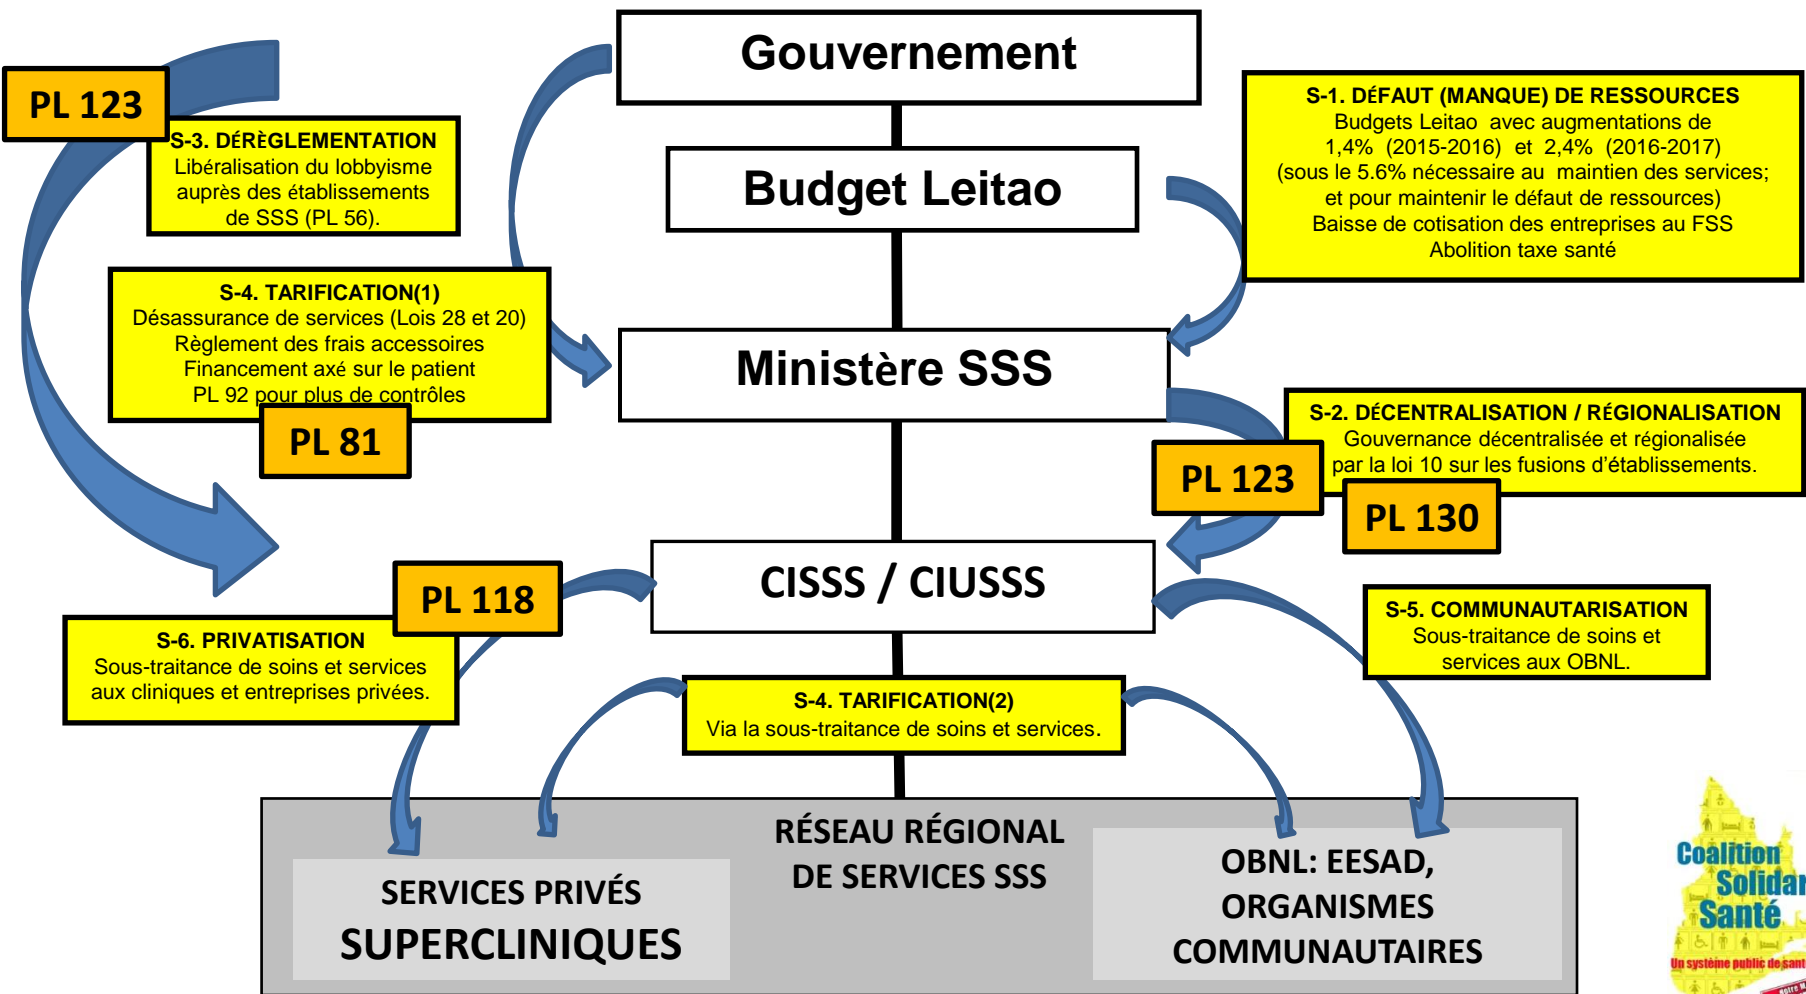 Gouvernement
PL 123
S-3. DÉRÈGLEMENTATION
Libéralisation du lobbyisme
auprès des établissements
de SSS (PL 56).
Budget Leitao
S-1. DÉFAUT (MANQUE) DE RESSOURCES
Budgets Leitao avec augmentations de
1,4% (2015-2016) et 2,4% (2016-2017)
(sous le 5.6% nécessaire au maintien des services;
et pour maintenir le défaut de ressources)
Baisse de cotisation des entreprises au FSS
Abolition taxe santé
S-4. TARIFICATION(1)
Désassurance de services (Lois 28 et 20)
Règlement des frais accessoires
Financement axé sur le patient
PL 92 pour plus de contrôles
PL 81
Ministère SSS
S-2. DÉCENTRALISATION / RÉGIONALISATION
Gouvernance décentralisée et régionalisée
par la loi 10 sur les fusions d’établissements.
PL 123
PL 130
CISSS / CIUSSS
PL 118
S-6. PRIVATISATION
Sous-traitance de soins et services
aux cliniques et entreprises privées.
S-5. COMMUNAUTARISATION
Sous-traitance de soins et
services aux OBNL.
S-4. TARIFICATION(2)
Via la sous-traitance de soins et services.
RÉSEAU RÉGIONAL
DE SERVICES SSS
SERVICES PRIVÉS
SUPERCLINIQUES
OBNL: EESAD,
ORGANISMES
COMMUNAUTAIRES
Coalition
Solidar
Santé
Un système public de sant